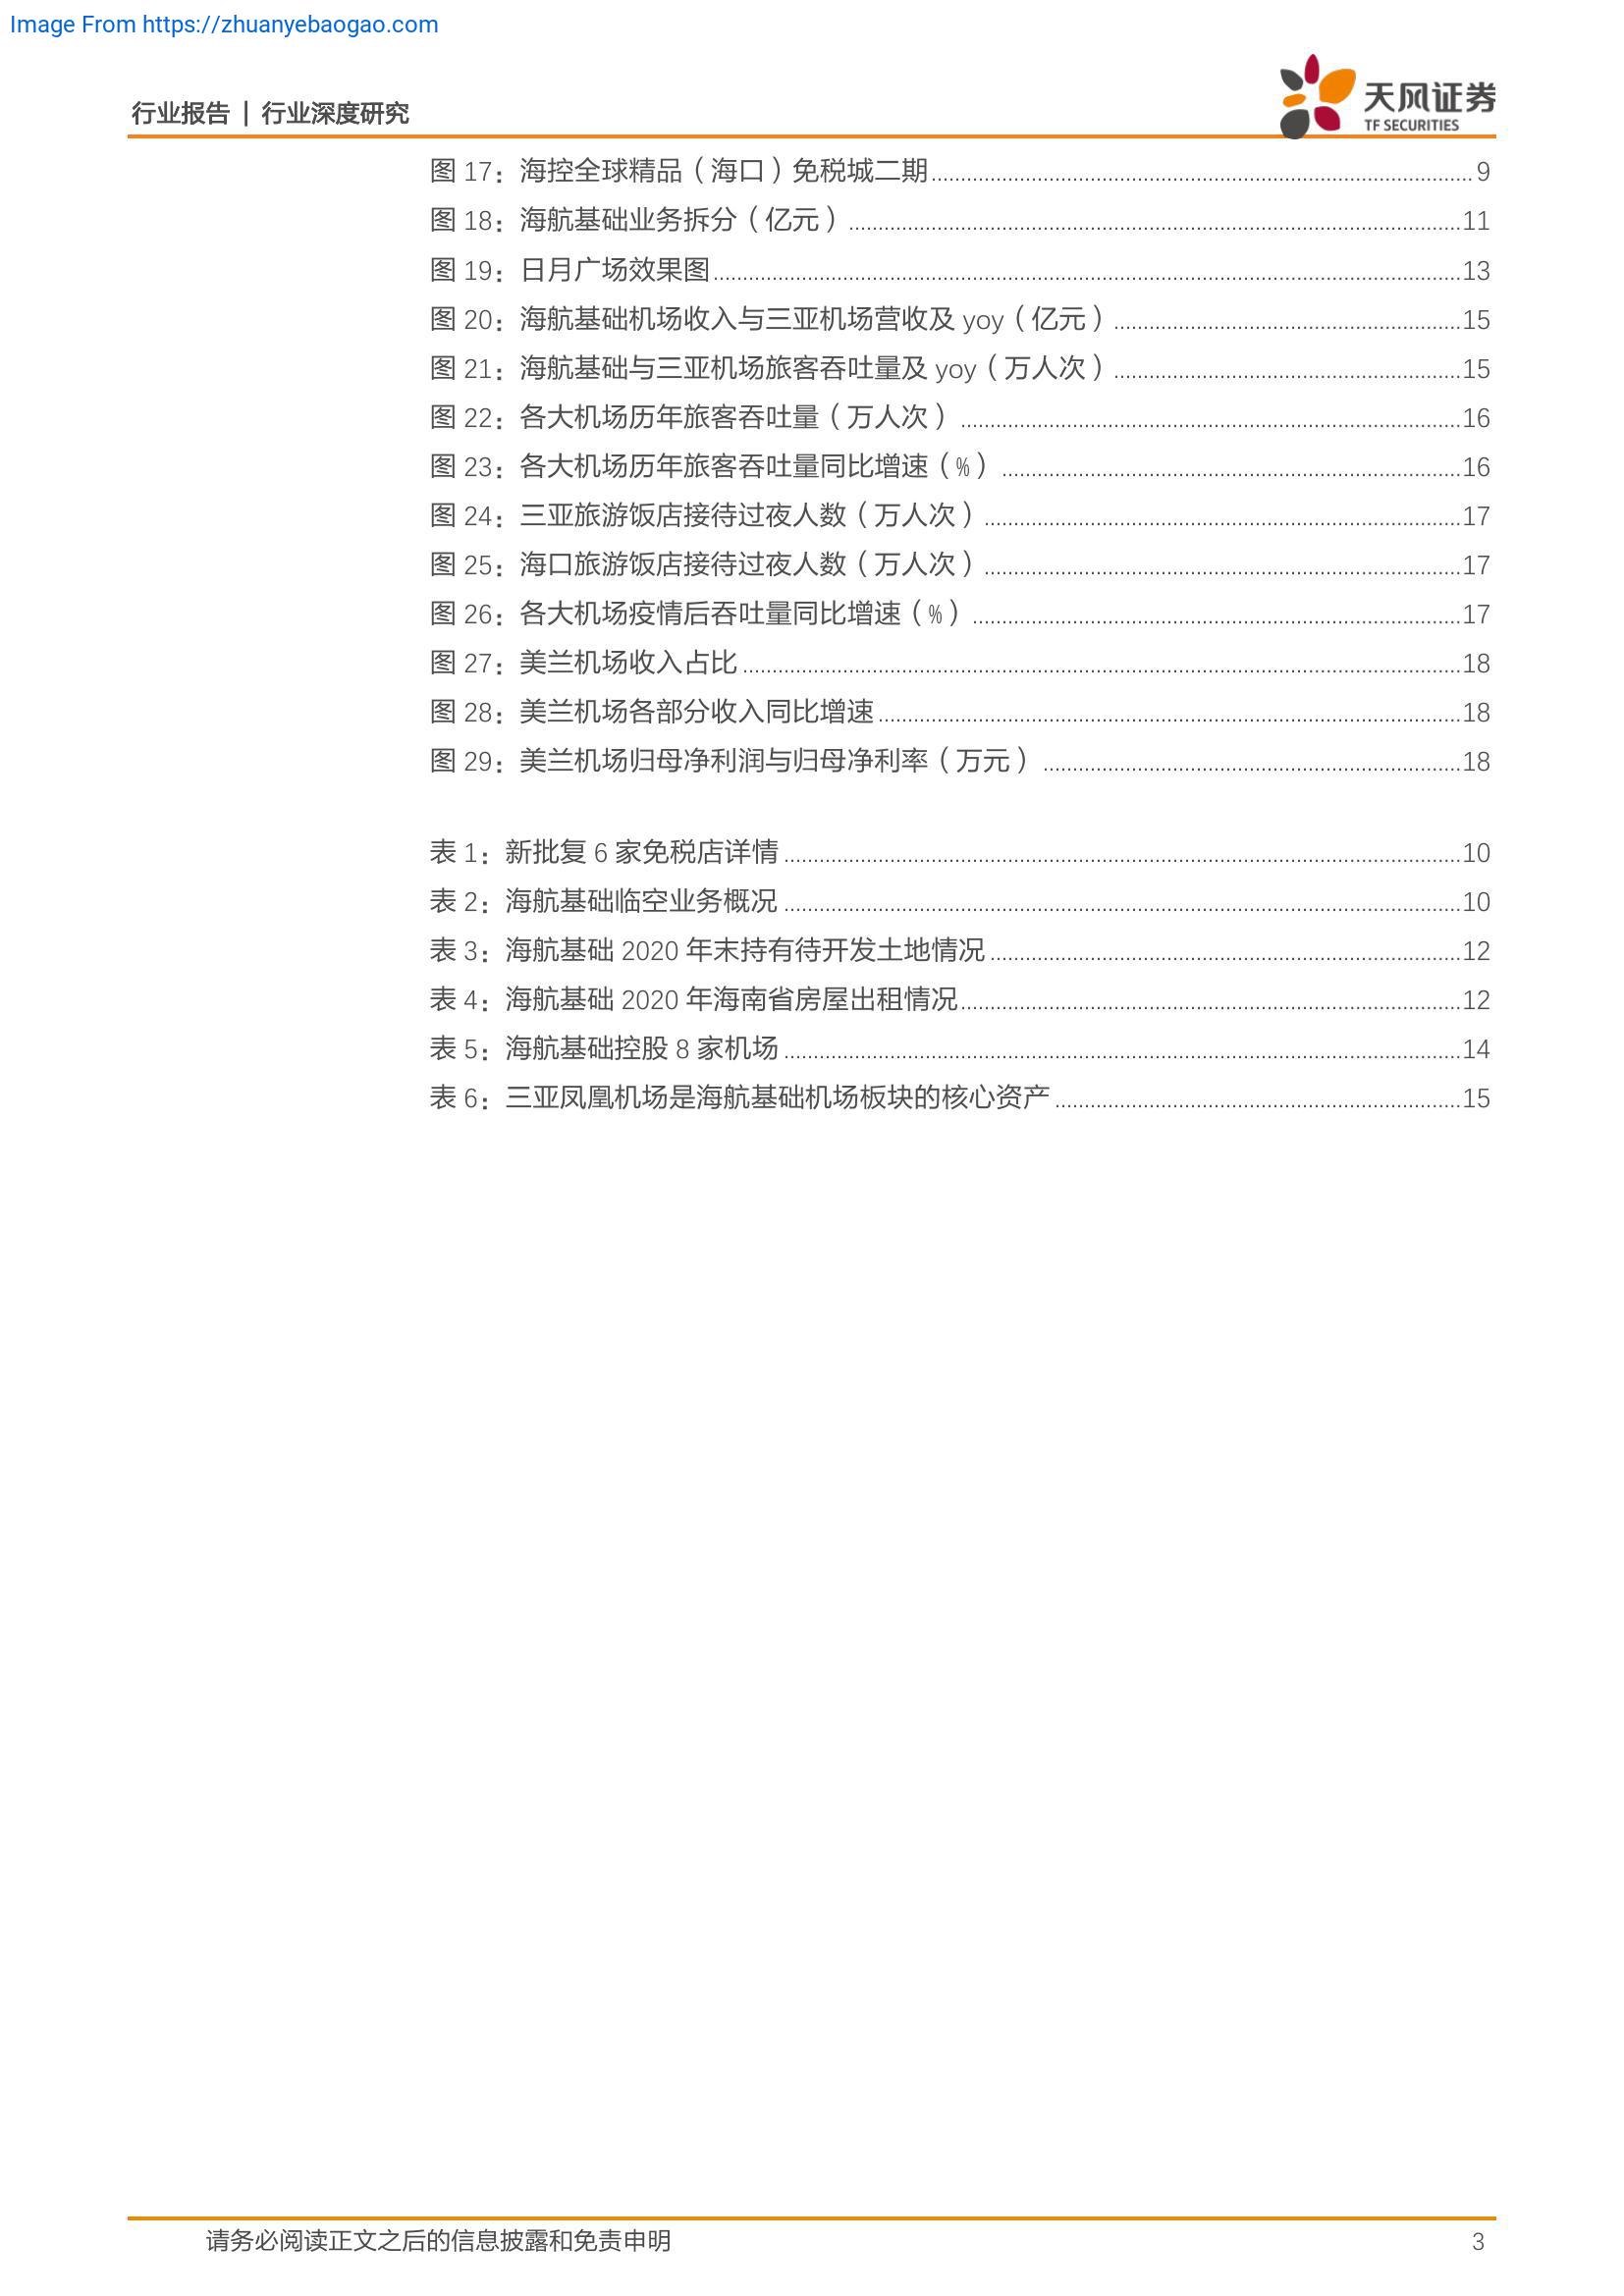 Image From https://zhuanyebaogao.com
行业报告 | 行业深度研究
天风证券
TF SECURITIES
图 17：海控全球精品（海口）免税城二期 9
图 18：海航基础业务拆分（亿元） 11
图 19：日月广场效果图 13
图 20：海航基础机场收入与三亚机场营收及 yoy（亿元） 15
图 21：海航基础与三亚机场旅客吞吐量及 yoy（万人次） 15
图 22：各大机场历年旅客吞吐量（万人次） 16
图 23：各大机场历年旅客吞吐量同比增速（%） 16
图 24：三亚旅游饭店接待过夜人数（万人次） 17
图 25：海口旅游饭店接待过夜人数（万人次） 17
图 26：各大机场疫情后吞吐量同比增速（%） 17
图 27：美兰机场收入占比 18
图 28：美兰机场各部分收入同比增速 18
图 29：美兰机场归母净利润与归母净利率（万元） 18
表 1：新批复 6 家免税店详情 10
表 2：海航基础临空业务概况 10
表 3：海航基础 2020 年末持有待开发土地情况 12
表 4：海航基础 2020 年海南省房屋出租情况 12
表 5：海航基础控股 8 家机场 14
表 6：三亚凤凰机场是海航基础机场板块的核心资产 15
请务必阅读正文之后的信息披露和免责申明 3